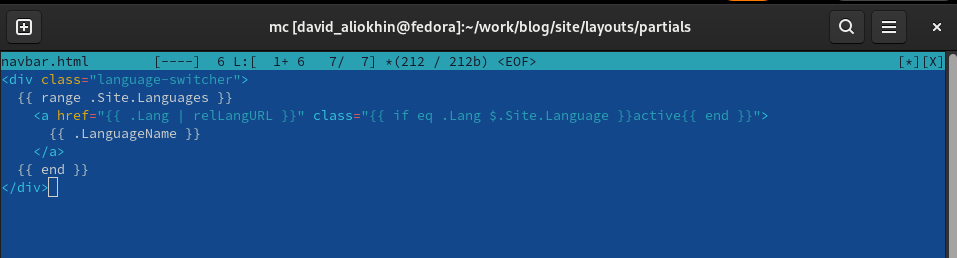 mc [david_aliokhin@fedora]:~/work/blog/site/layouts/partials
navbar.html        [----]  6 L:[  1+ 6   7/  7] *(212 / 212b) <EOF>                                              [*][X]
<div class="language-switcher">
  {{ range .Site.Languages }}
    <a href="{{ .Lang | relLangURL }}" class="{{ if eq .Lang $.Site.Language }}active{{ end }}">
      {{ .LanguageName }}
    </a>
  {{ end }}
</div>